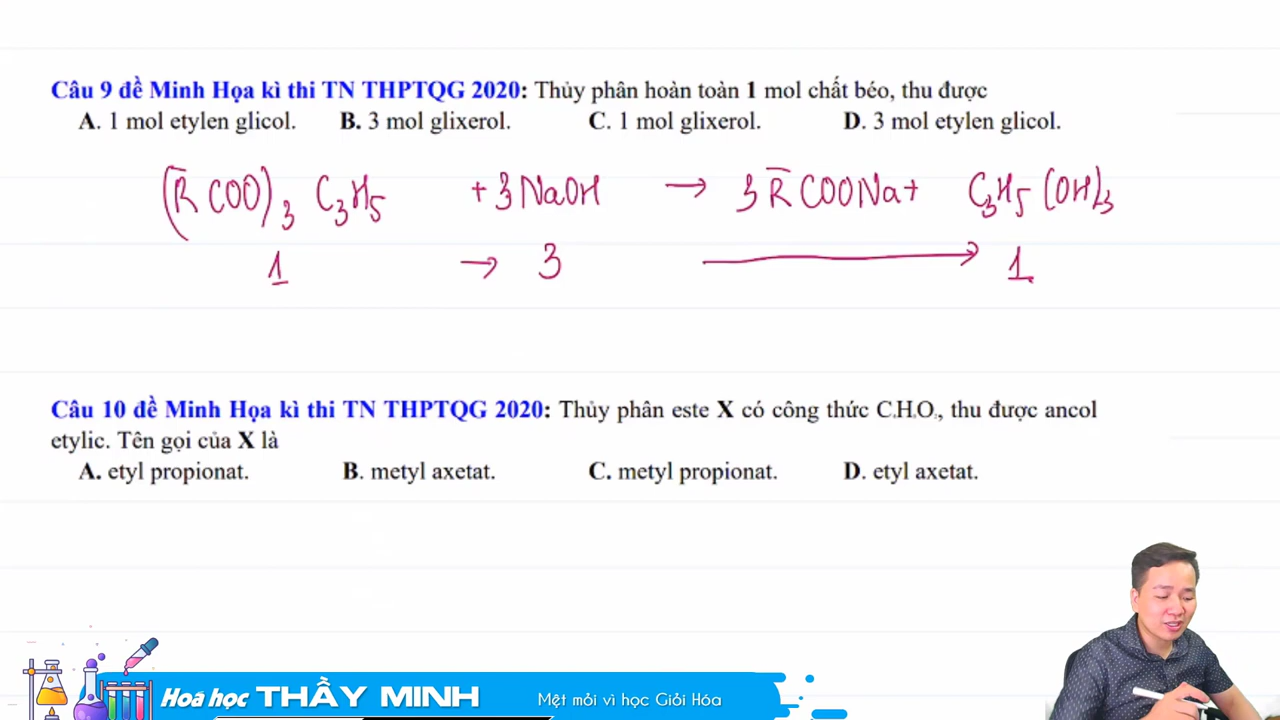 Câu 9 đề Minh Họa kì thi TN THPTQG 2020: Thủy phân hoàn toàn 1 mol chất béo, thu được
A. 1 mol etylen glicol. B. 3 mol glixerol. C. 1 mol glixerol. D. 3 mol etylen glicol.
(R̅COO)₃C₃H₅ + 3NaOH → 3R̅COONa + C₃H₅(OH)₃
1 → 3 → 1
Câu 10 đề Minh Họa kì thi TN THPTQG 2020: Thủy phân este X có công thức thu được ancol
etylic. Tên gọi của X là
A. etyl propionat. B. metyl axetat. C. metyl propionat. D. etyl axetat.
Hoá học THẦY MINH Mệt mỏi vì học Giỏi Hóa